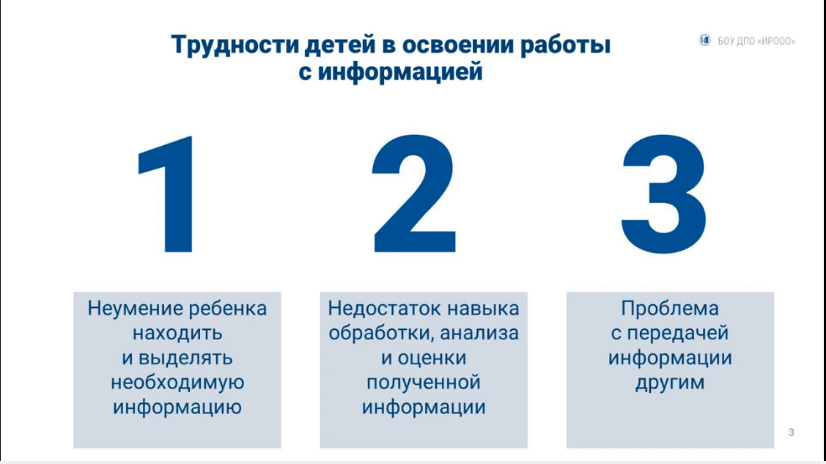 Трудности детей в освоении работы
с информацией
БОУ ДПО «ИРООО»
1
2
3
Неумение ребенка
находить
и выделять
необходимую
информацию
Недостаток навыка
обработки, анализа
и оценки
полученной
информации
Проблема
с передачей
информации
другим
3